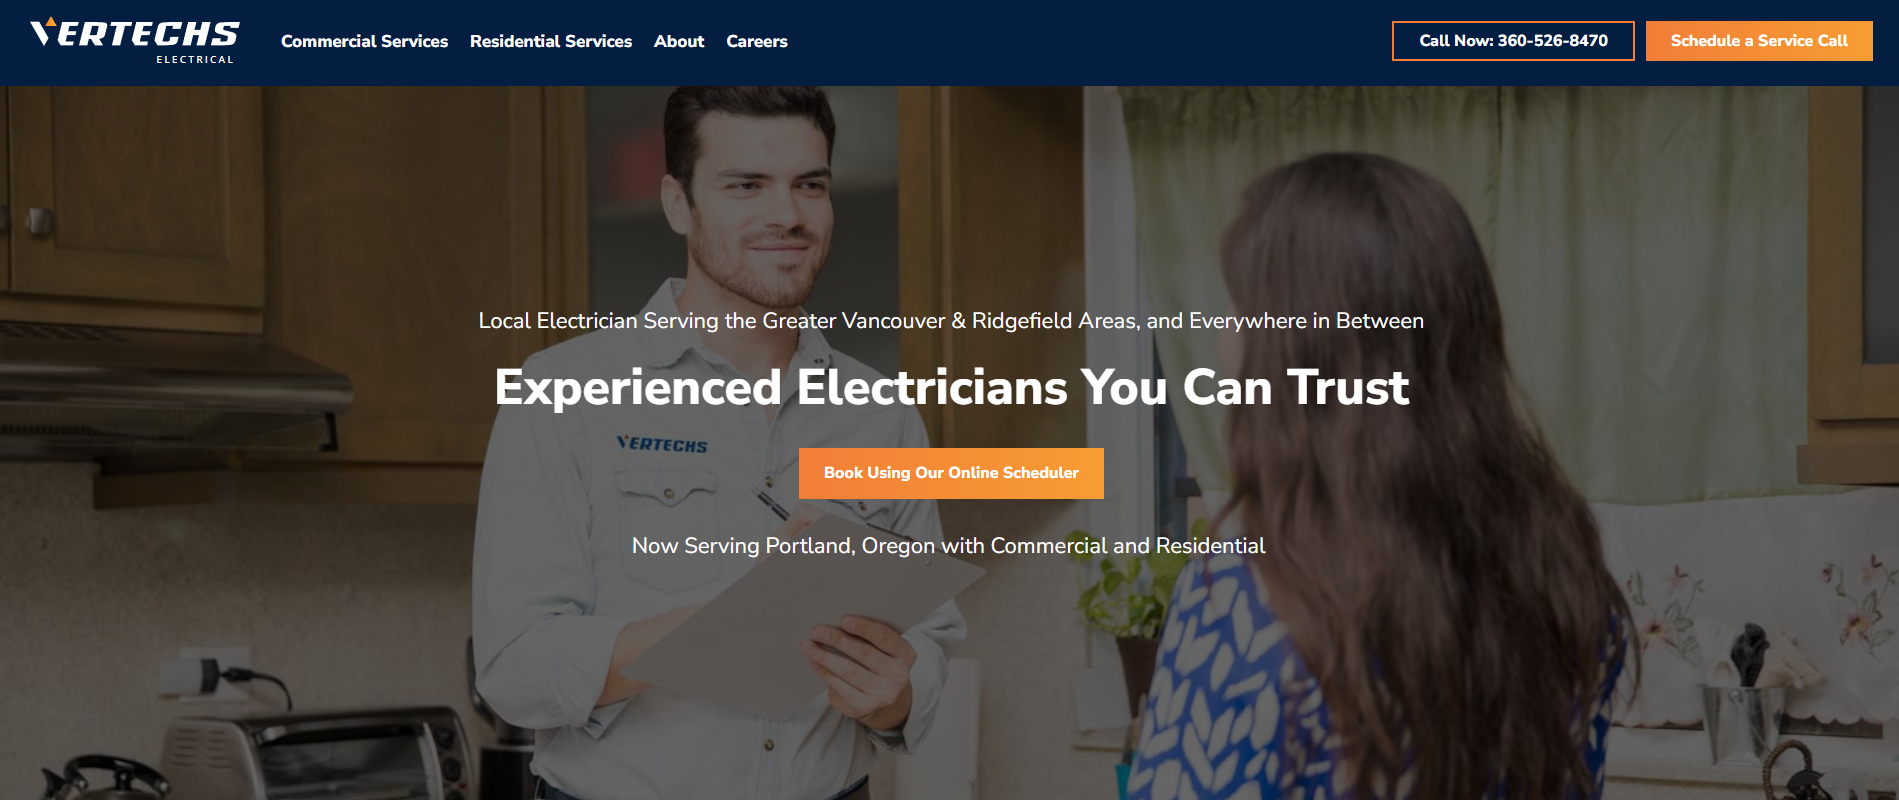 VERTECHS
ELECTRICAL
Commercial Services
Residential Services
About
Careers
Call Now: 360-526-8470
Schedule a Service Call
Local Electrician Serving the Greater Vancouver & Ridgefield Areas, and Everywhere in Between
Experienced Electricians You Can Trust
VERTECHS
Book Using Our Online Scheduler
Now Serving Portland, Oregon with Commercial and Residential